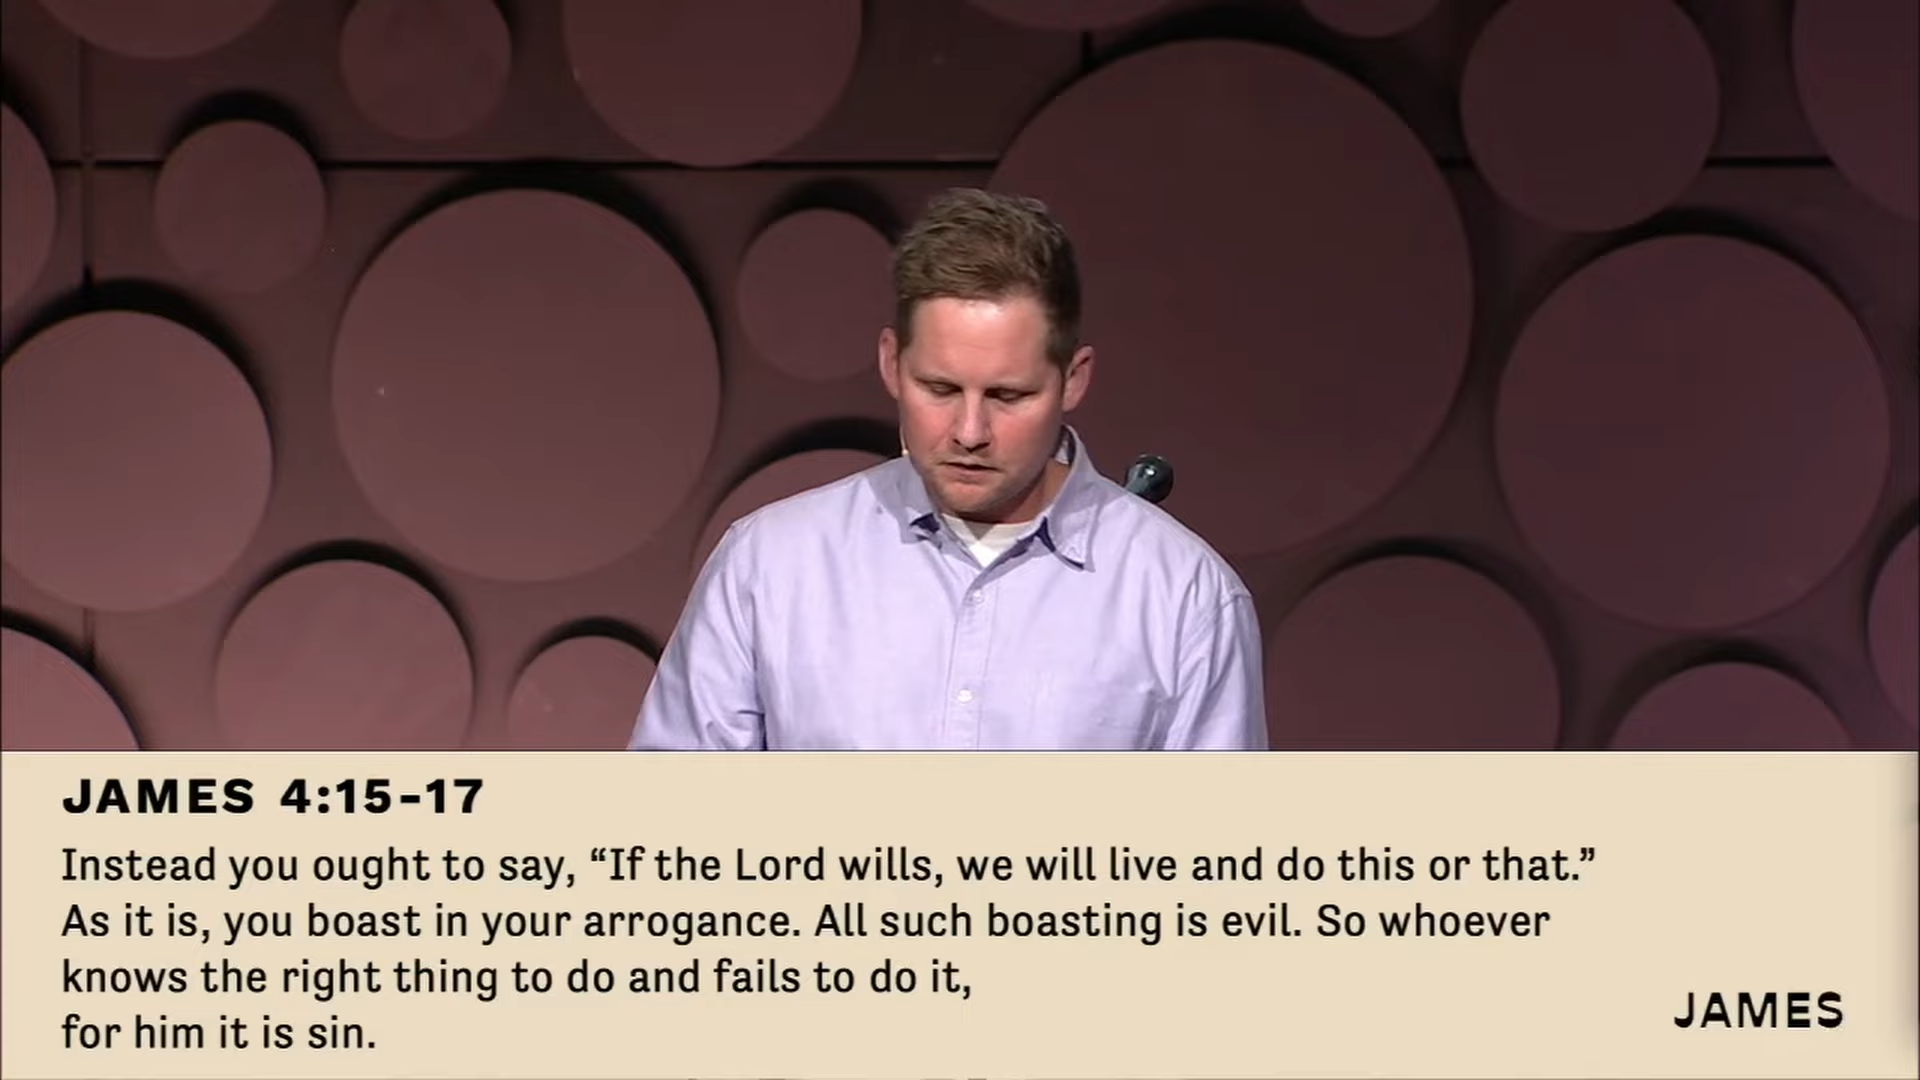 JAMES 4:15-17
Instead you ought to say, “If the Lord wills, we will live and do this or that.”
As it is, you boast in your arrogance. All such boasting is evil. So whoever
knows the right thing to do and fails to do it,
for him it is sin.
JAMES